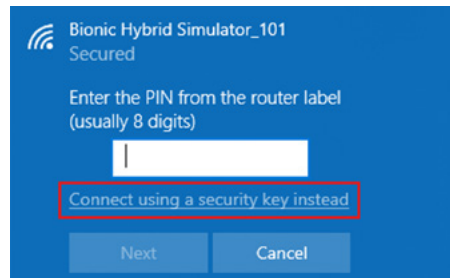 Bionic Hybrid Simulator_101
Secured
Enter the PIN from the router label
(usually 8 digits)
Connect using a security key instead
Next
Cancel